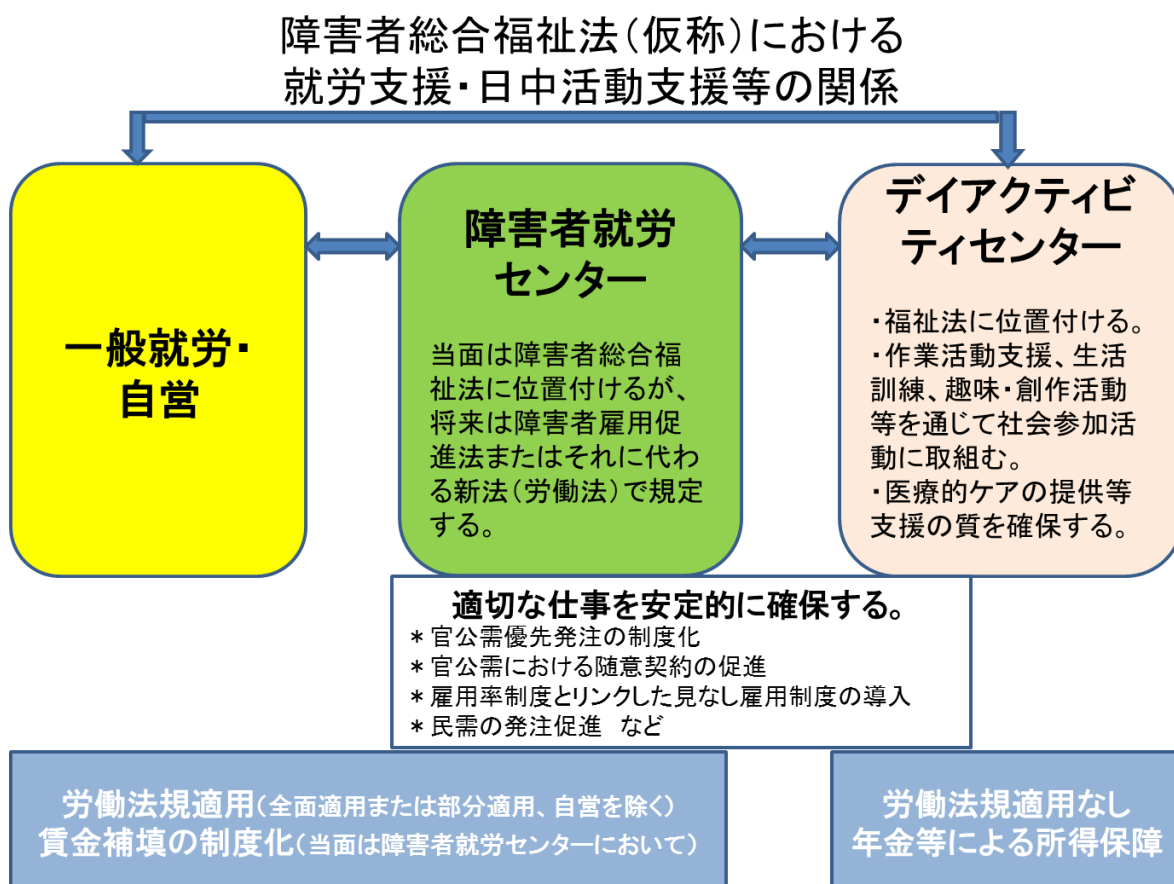 障害者総合福祉法（仮称）における
就労支援・日中活動支援等の関係
一般就労・
自営
障害者就労
センター
当面は障害者総合福
祉法に位置付けるが、
将来は障害者雇用促
進法またはそれに代わ
る新法（労働法）で規定
する。
デイアクティビ
ティセンター
・福祉法に位置付ける。
・作業活動支援、生活
訓練、趣味・創作活動
等を通じて社会参加活
動に取組む。
・医療的ケアの提供等
支援の質を確保する。
適切な仕事を安定的に確保する。
＊官公需優先発注の制度化
＊官公需における随意契約の促進
＊雇用率制度とリンクした見なし雇用制度の導入
＊民需の発注促進　など
労働法規適用（全面適用または部分適用、自営を除く）
賃金補填の制度化（当面は障害者就労センターにおいて）
労働法規適用なし
年金等による所得保障